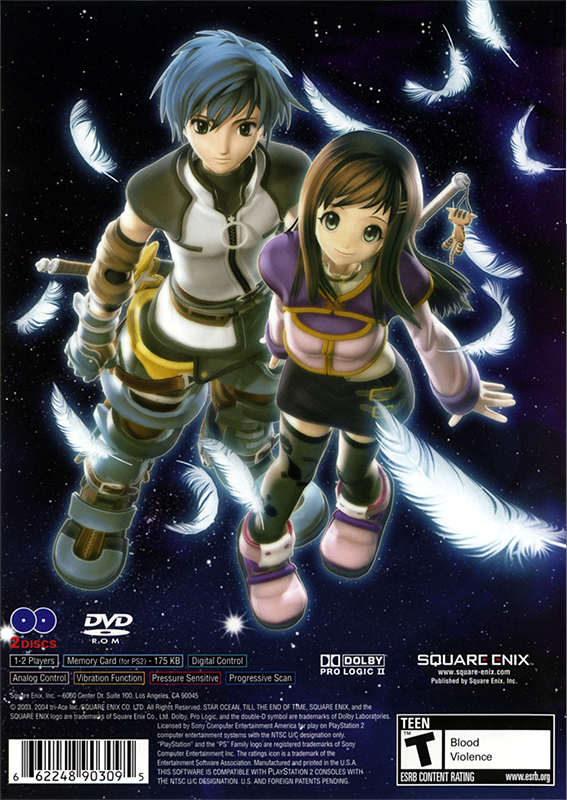 2 DISCS
DVD
ROM
1-2 Players
Memory Card (for PS2) - 175 KB
Digital Control
Analog Control
Vibration Function
Pressure Sensitive
Progressive Scan
DOLBY
PRO LOGIC II
SQUARE ENIX™
www.square-enix.com
Published by Square Enix, Inc.
Square Enix, Inc. – 6060 Center Dr. Suite 100, Los Angeles, CA 90045
© 2003, 2004 tri-Ace Inc. /SQUARE ENIX CO. LTD. All Rights Reserved. STAR OCEAN, TILL THE END OF TIME, SQUARE ENIX, and the
SQUARE ENIX logo are trademarks of Square Enix Co., Ltd. Dolby, Pro Logic, and the double-D symbol are trademarks of Dolby Laboratories.
Licensed by Sony Computer Entertainment America for play on PlayStation 2
computer entertainment systems with the NTSC U/C designation only.
"PlayStation" and the "PS" Family logo are registered trademarks of Sony
Computer Entertainment Inc. The ratings icon is a trademark of the
Entertainment Software Association. Manufactured and printed in the U.S.A.
THIS SOFTWARE IS COMPATIBLE WITH PLAYSTATION 2 CONSOLES WITH
THE NTSC U/C DESIGNATION. U.S. AND FOREIGN PATENTS PENDING.
6 62248 90309 5
TEEN
T
Blood
Violence
ESRB CONTENT RATING www.esrb.org